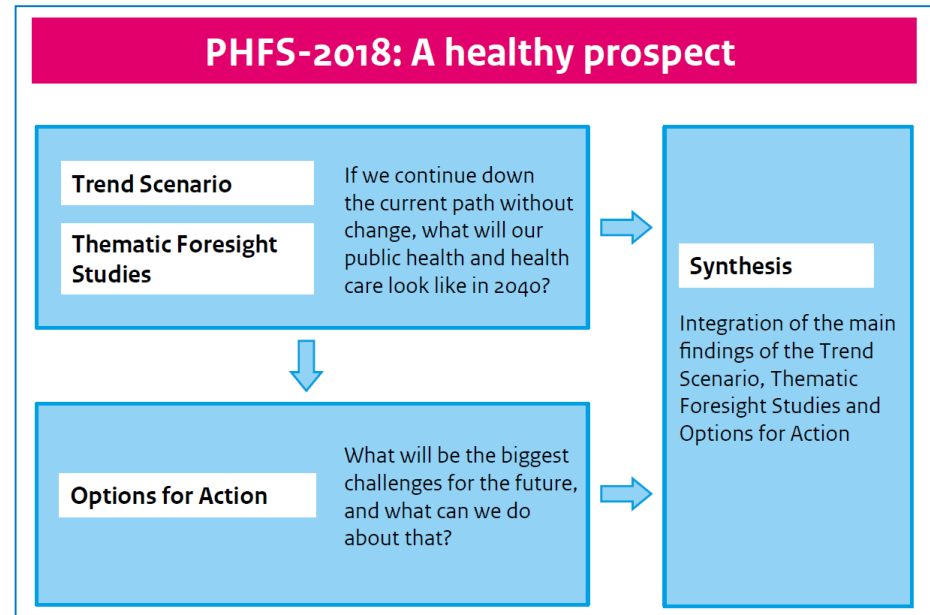 PHFS-2018: A healthy prospect
Trend Scenario
Thematic Foresight
Studies
If we continue down
the current path without
change, what will our
public health and health
care look like in 2040?
Options for Action
What will be the biggest
challenges for the future,
and what can we do
about that?
Synthesis
Integration of the main
findings of the Trend
Scenario, Thematic
Foresight Studies and
Options for Action